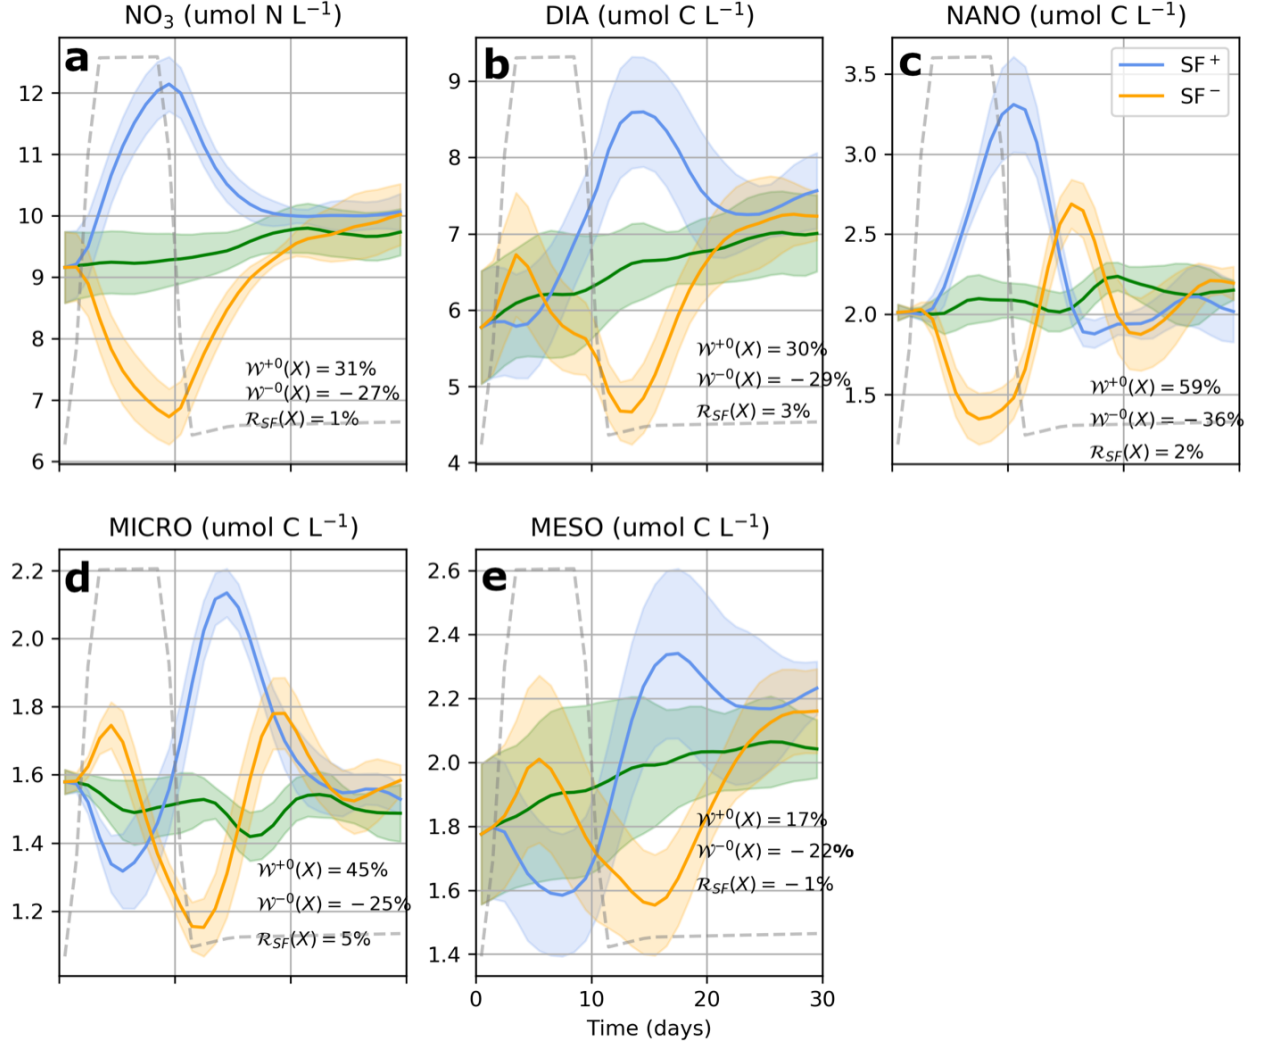 NO₃ (umol N L⁻¹)
DIA (umol C L⁻¹)
NANO (umol C L⁻¹)
a
12
11
10
9
8
7
6
𝒲⁺⁰(X) = 31%
𝒲⁻⁰(X) = −27%
ℛ_SF(X) = 1%
b
9
8
7
6
5
4
𝒲⁺⁰(X) = 30%
𝒲⁻⁰(X) = −29%
ℛ_SF(X) = 3%
c
SF⁺
SF⁻
3.5
3.0
2.5
2.0
1.5
𝒲⁺⁰(X) = 59%
𝒲⁻⁰(X) = −36%
ℛ_SF(X) = 2%
MICRO (umol C L⁻¹)
MESO (umol C L⁻¹)
d
2.2
2.0
1.8
1.6
1.4
1.2
𝒲⁺⁰(X) = 45%
𝒲⁻⁰(X) = −25%
ℛ_SF(X) = 5%
e
2.6
2.4
2.2
2.0
1.8
1.6
1.4
𝒲⁺⁰(X) = 17%
𝒲⁻⁰(X) = −22%
ℛ_SF(X) = −1%
0 10 20 30
Time (days)